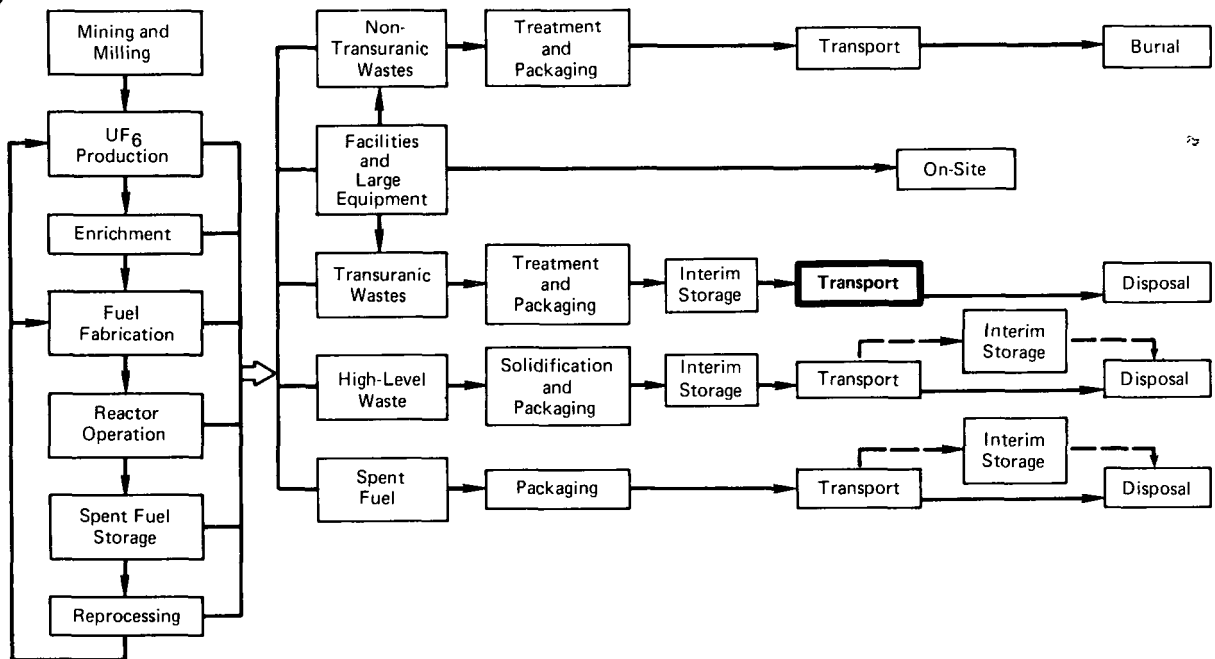 Mining and
Milling
UF6
Production
Enrichment
Fuel
Fabrication
Reactor
Operation
Spent Fuel
Storage
Reprocessing
Non-
Transuranic
Wastes
Treatment
and
Packaging
Transport
Burial
Facilities
and
Large
Equipment
On-Site
Transuranic
Wastes
Treatment
and
Packaging
Interim
Storage
Transport
Disposal
High-Level
Waste
Solidification
and
Packaging
Interim
Storage
Transport
Interim
Storage
Disposal
Spent
Fuel
Packaging
Transport
Interim
Storage
Disposal